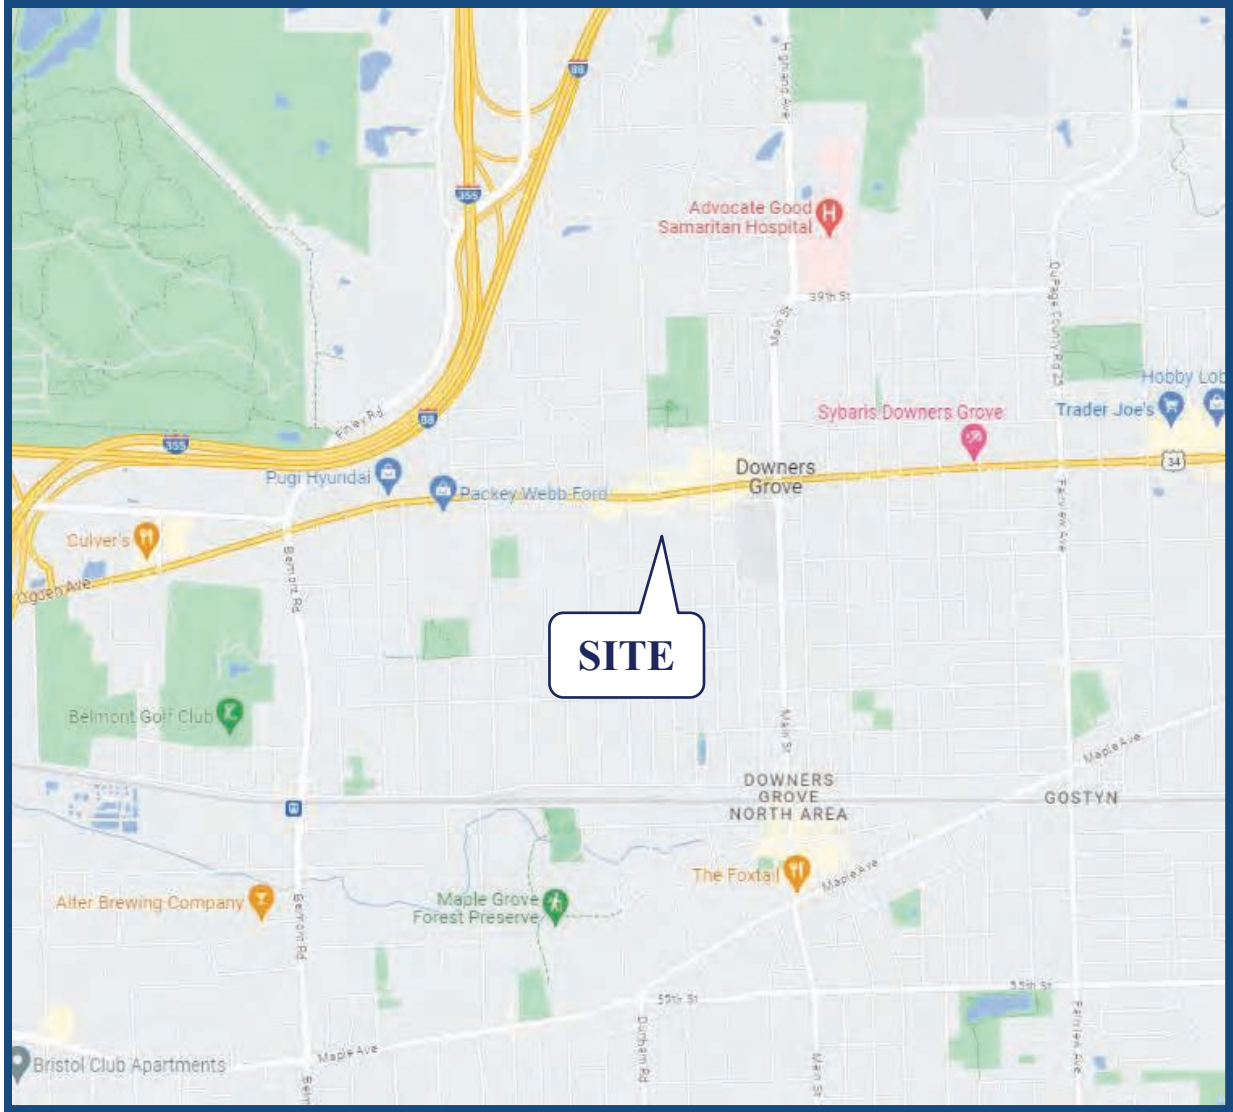 88
Highland Ave
355
Advocate Good
Samaritan Hospital
H
DuPage County Rd 25
39th St
Main St
Hobby Lob
Trader Joe's
Sybaris Downers Grove
Finley Rd
88
355
34
Downers
Grove
Pugi Hyundai
Packey Webb Ford
Fairview Ave
Culver's
Belmont Rd
Ogden Ave
SITE
Belmont Golf Club
Main St
Maple Ave
DOWNERS
GROVE
NORTH AREA
GOSTYN
The Foxtail
Maple Ave
Alter Brewing Company
Maple Grove
Forest Preserve
Belmont Rd
55th St
55th St
Fairview Ave
Dunham Rd
Maple Ave
Main St
Bristol Club Apartments
Belm